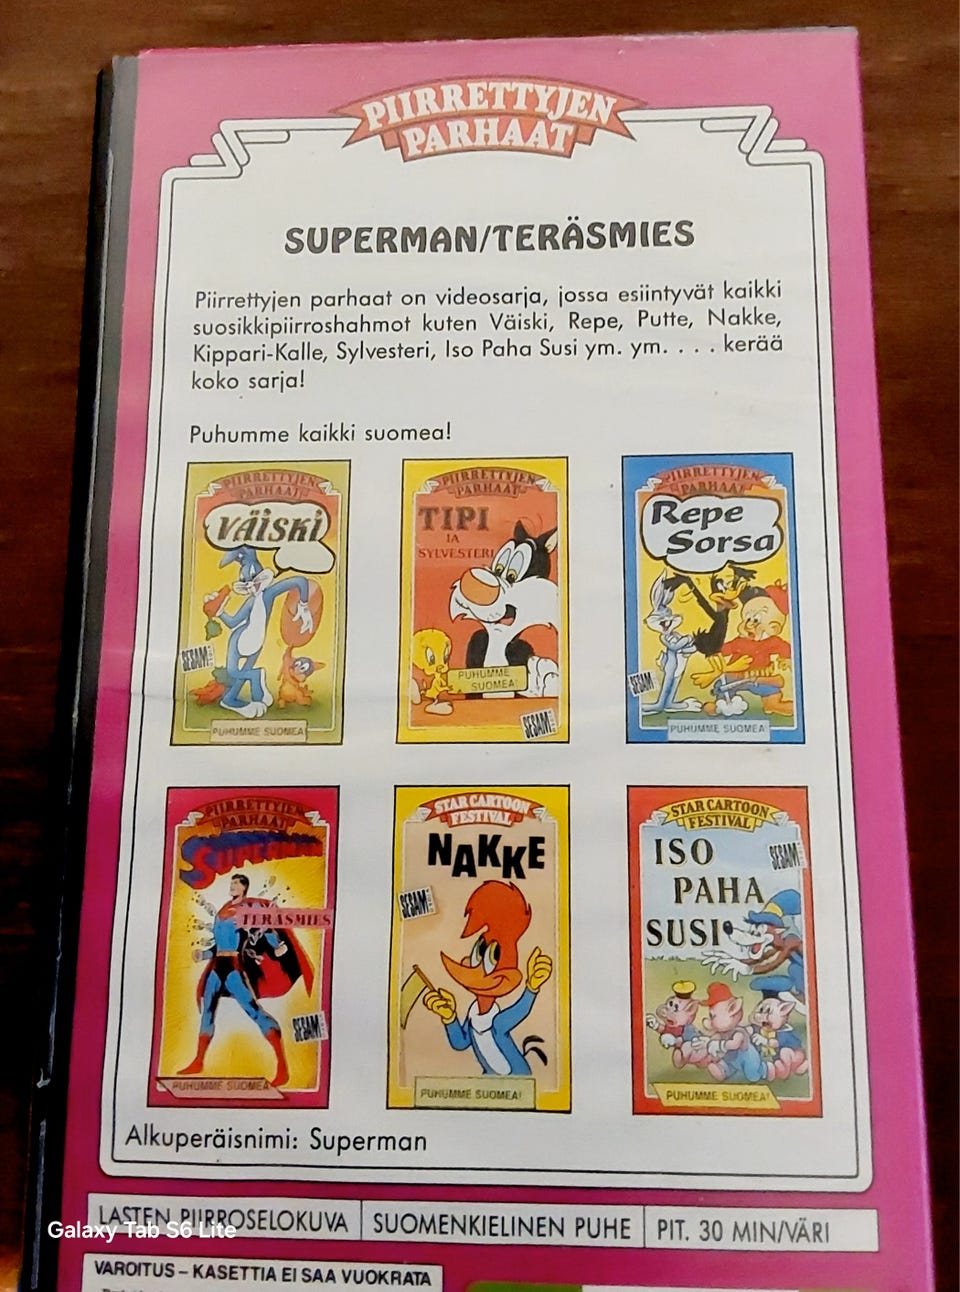 PIIRRETTYJEN
PARHAAT
SUPERMAN/TERÄSMIES
Piirrettyjen parhaat on videosarja, jossa esiintyvät kaikki
suosikkipiirroshahmot kuten Väiski, Repe, Putte, Nakke,
Kippari-Kalle, Sylvesteri, Iso Paha Susi ym. ym. . . . kerää
koko sarja!
Puhumme kaikki suomea!
PIIRRETTYJEN
PARHAAT
VÄISKI
SESAM
PUHUMME SUOMEA!
PIIRRETTYJEN
PARHAAT
TIPI
JA
SYLVESTERI
PUHUMME
SUOMEA!
SESAM
PIIRRETTYJEN
PARHAAT
Repe
Sorsa
SESAM
PUHUMME SUOMEA!
PIIRRETTYJEN
PARHAAT
SUPERMAN
TERÄSMIES
SESAM
PUHUMME SUOMEA
STAR CARTOON
FESTIVAL
NAKKE
SESAM
PUHUMME SUOMEA!
STAR CARTOON
FESTIVAL
ISO
PAHA
SUSI
SESAM
PUHUMME SUOMEA!
Alkuperäisnimi: Superman
LASTEN PIIRROSELOKUVA
SUOMENKIELINEN PUHE
PIT. 30 MIN/VÄRI
Galaxy Tab S6 Lite
VAROITUS – KASETTIA EI SAA VUOKRATA